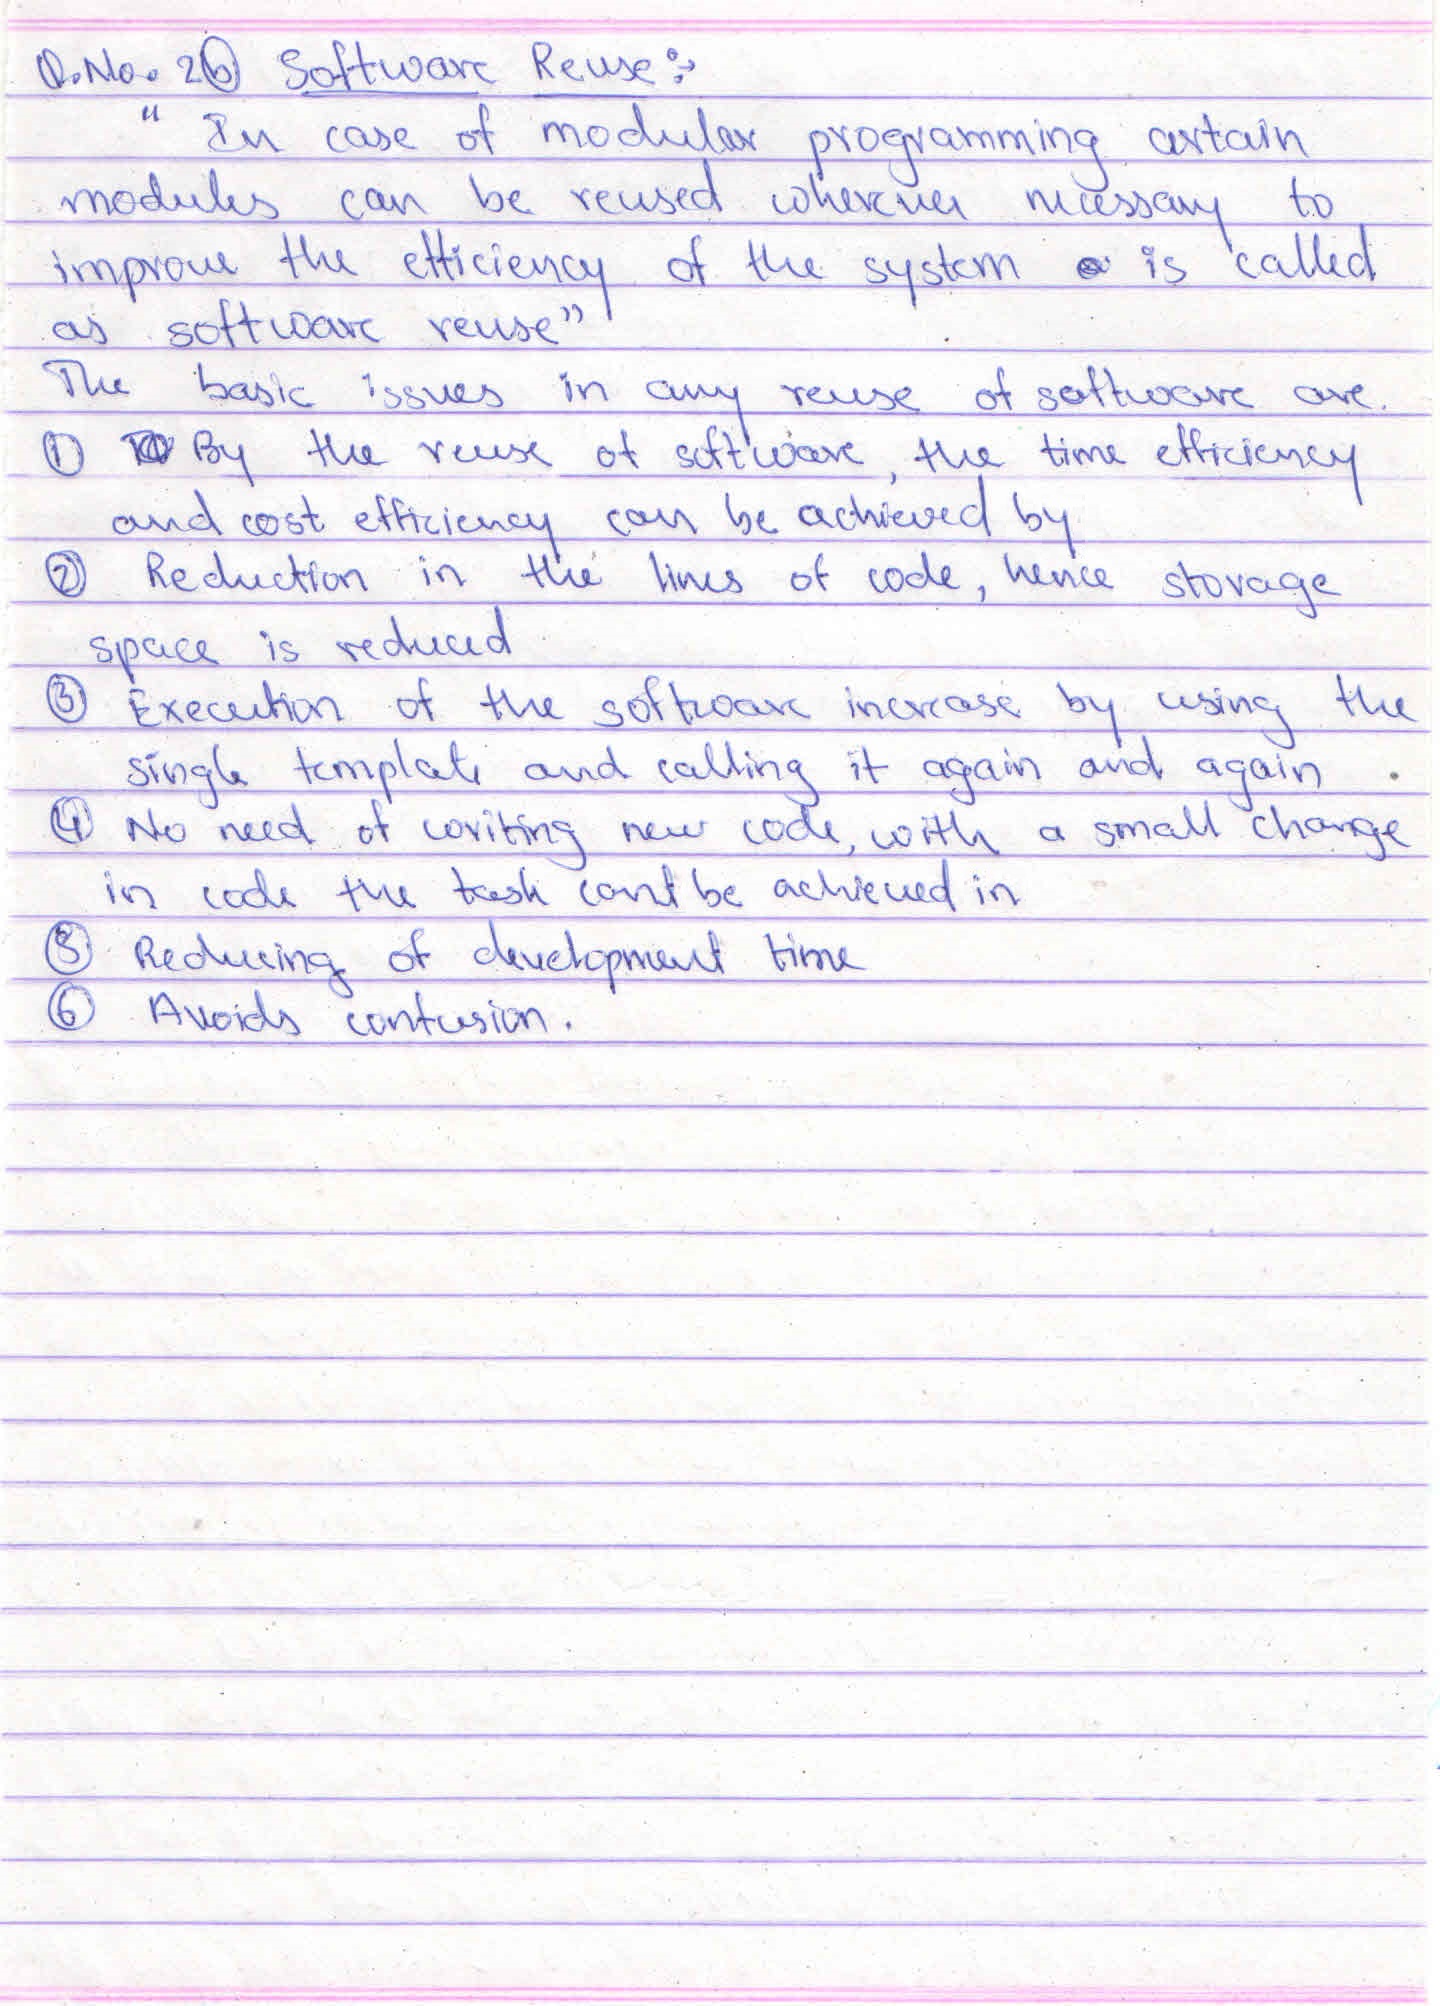 Q.No. 2(b) Software Reuse:→
" In case of modular programming certain
modules can be reused wherever necessary to
improve the efficiency of the system is called
as software reuse"
The basic issues in any reuse of software are.
① By the reuse of software, the time efficiency
and cost efficiency can be achieved by
② Reduction in the lines of code, hence storage
space is reduced
③ Execution of the software increase by using the
single template and calling it again and again .
④ No need of writing new code, with a small change
in code the task cant be achieved in
⑤ Reducing of development time
⑥ Avoids confusion.